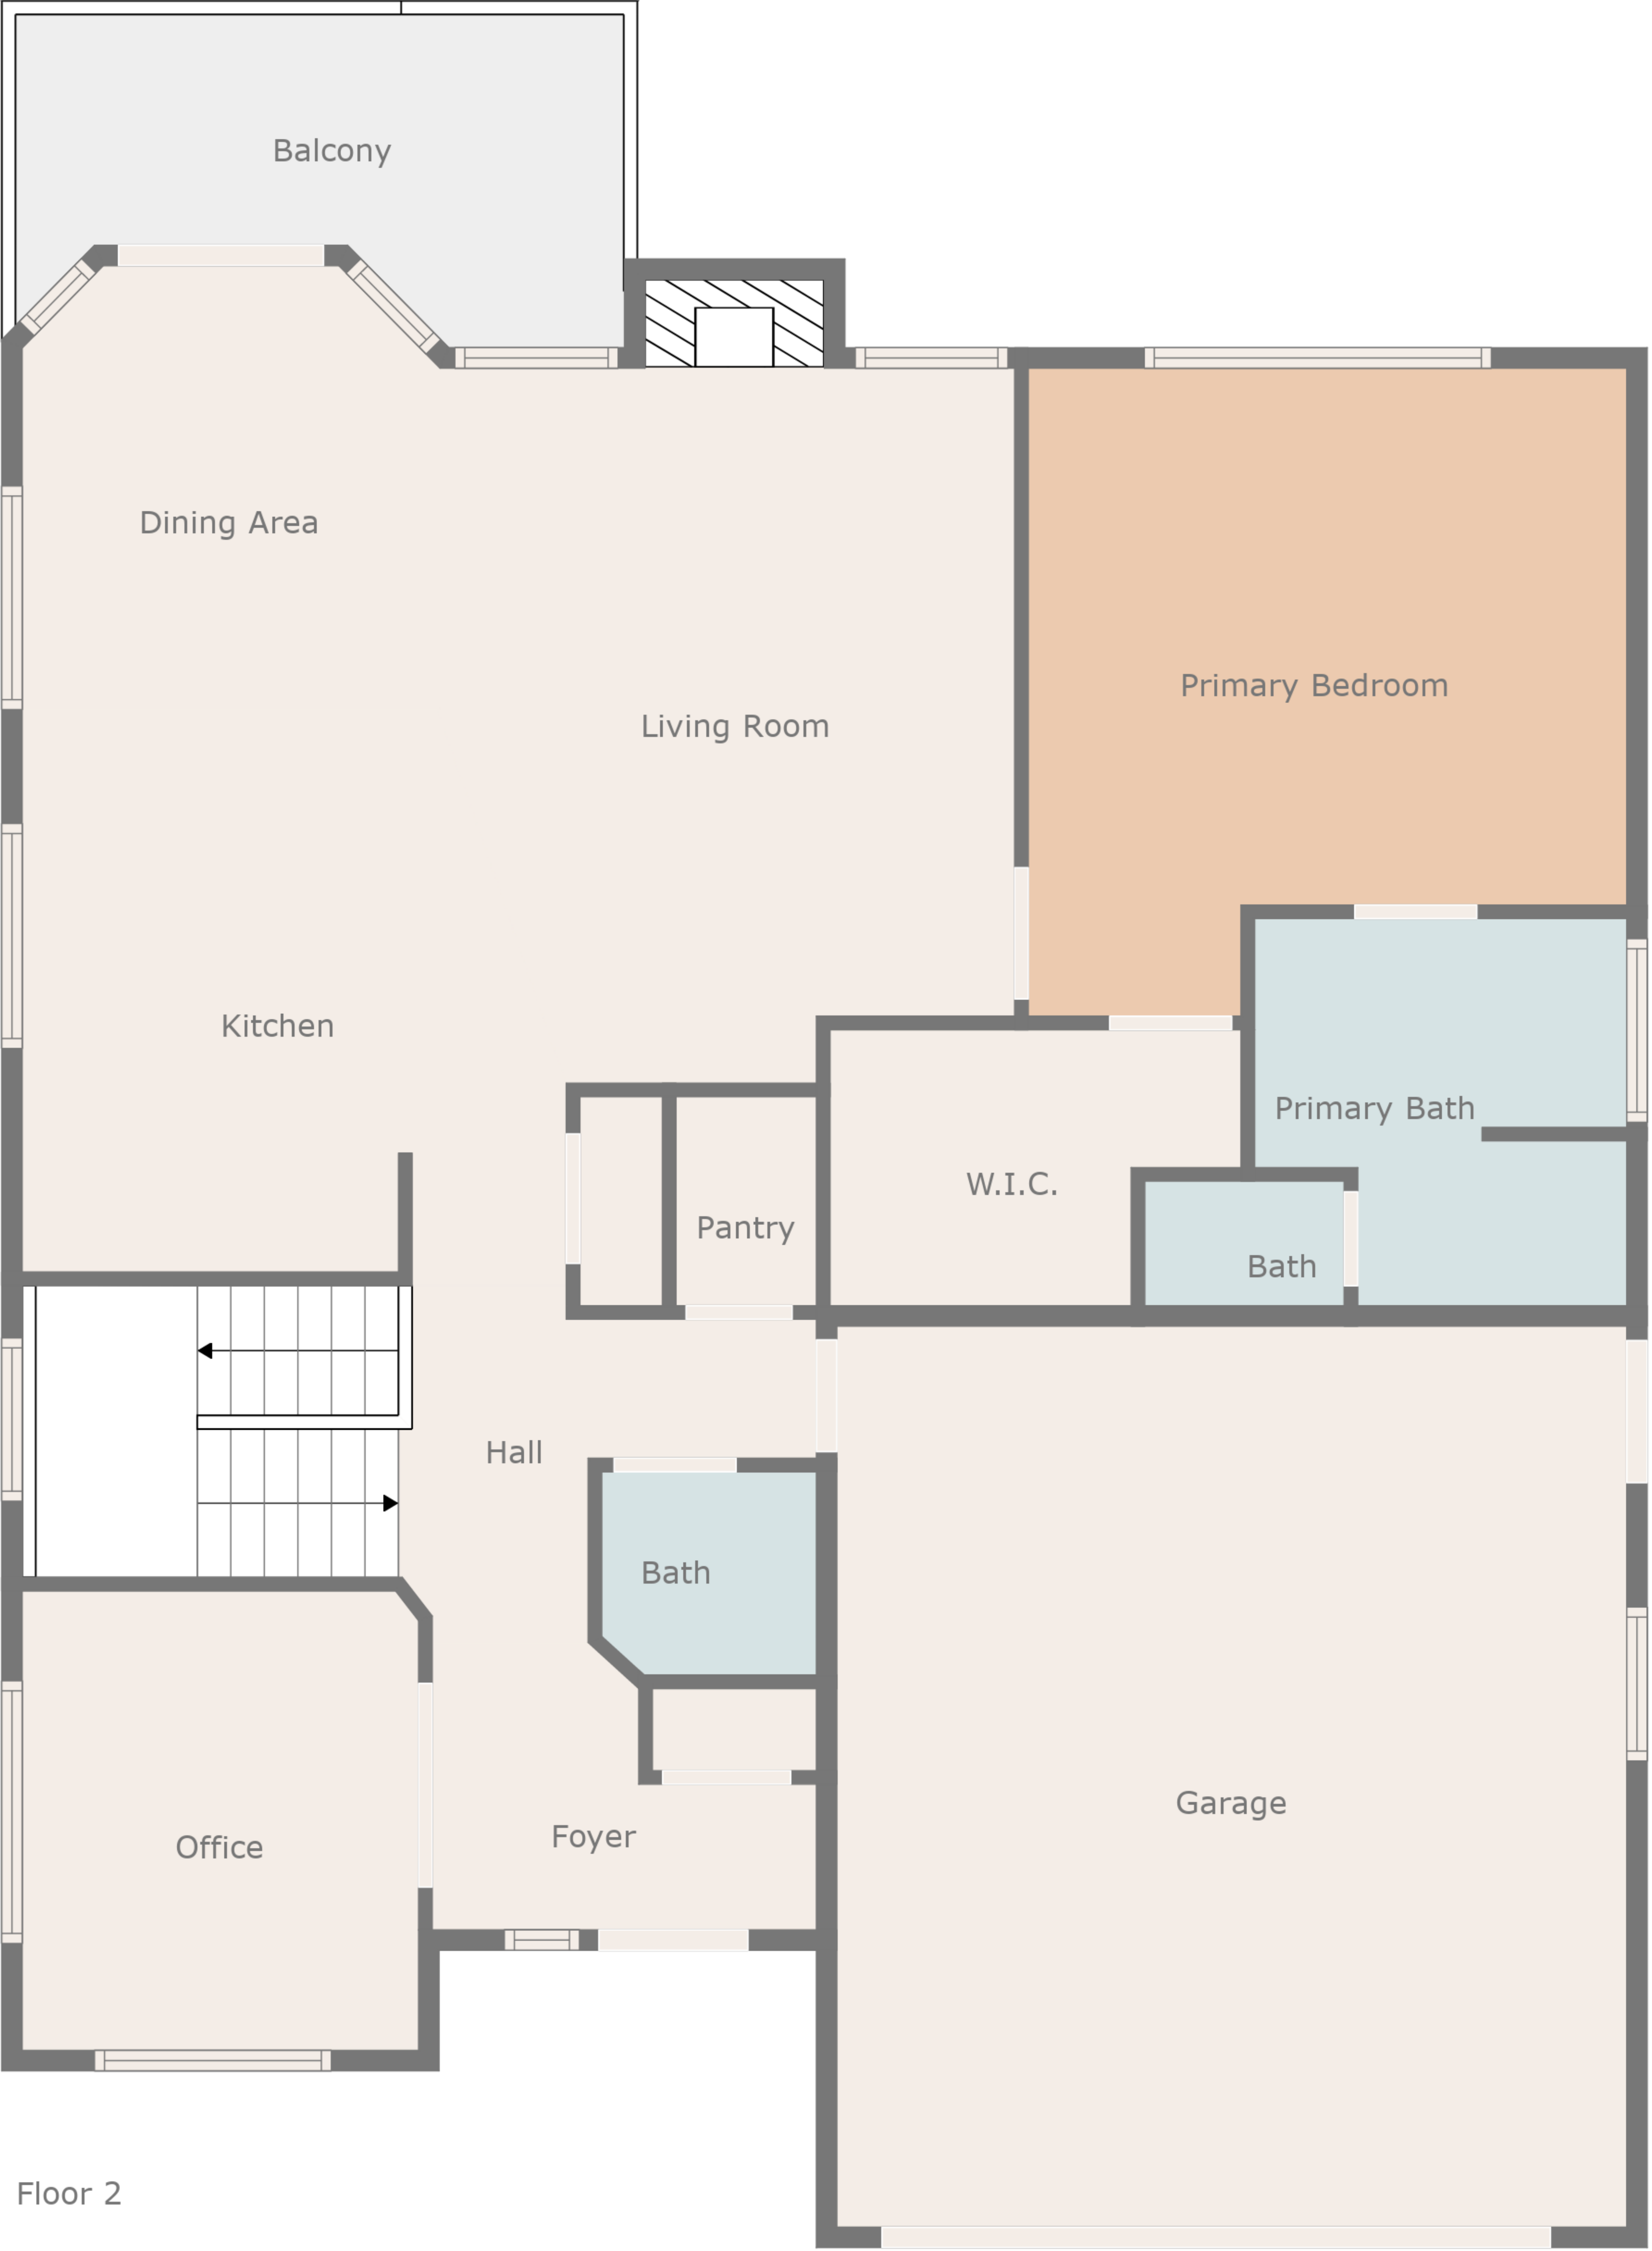 Balcony
Dining Area
Primary Bedroom
Living Room
Kitchen
Primary Bath
W.I.C.
Pantry
Bath
Hall
Bath
Garage
Foyer
Office
Floor 2